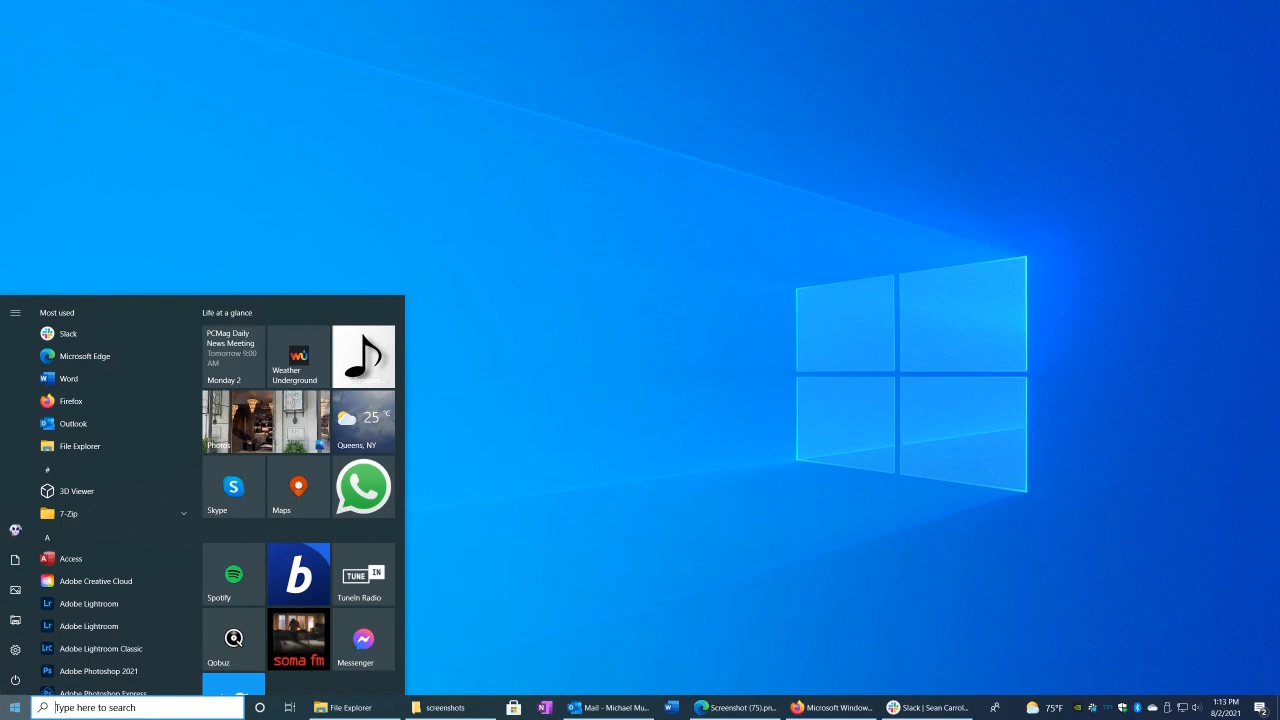 Most used
Slack
Microsoft Edge
Word
Firefox
Outlook
File Explorer
#
3D Viewer
7-Zip
A
Access
Adobe Creative Cloud
Adobe Lightroom
Adobe Lightroom
Adobe Lightroom Classic
Adobe Photoshop 2021
Adobe Photoshop Express
Life at a glance
PCMag Daily
News Meeting
Tomorrow 9:00
AM
Monday 2
Weather
Underground
Photos
25 °C
Queens, NY
Skype
Maps
Spotify
b
TUNE IN
TuneIn Radio
Qobuz
soma fm
Messenger
Type here to search
File Explorer
screenshots
Mail - Michael Mu...
Screenshot (75).pn...
Microsoft Window...
Slack | Sean Carrol...
75°F
1:13 PM
8/2/2021
2